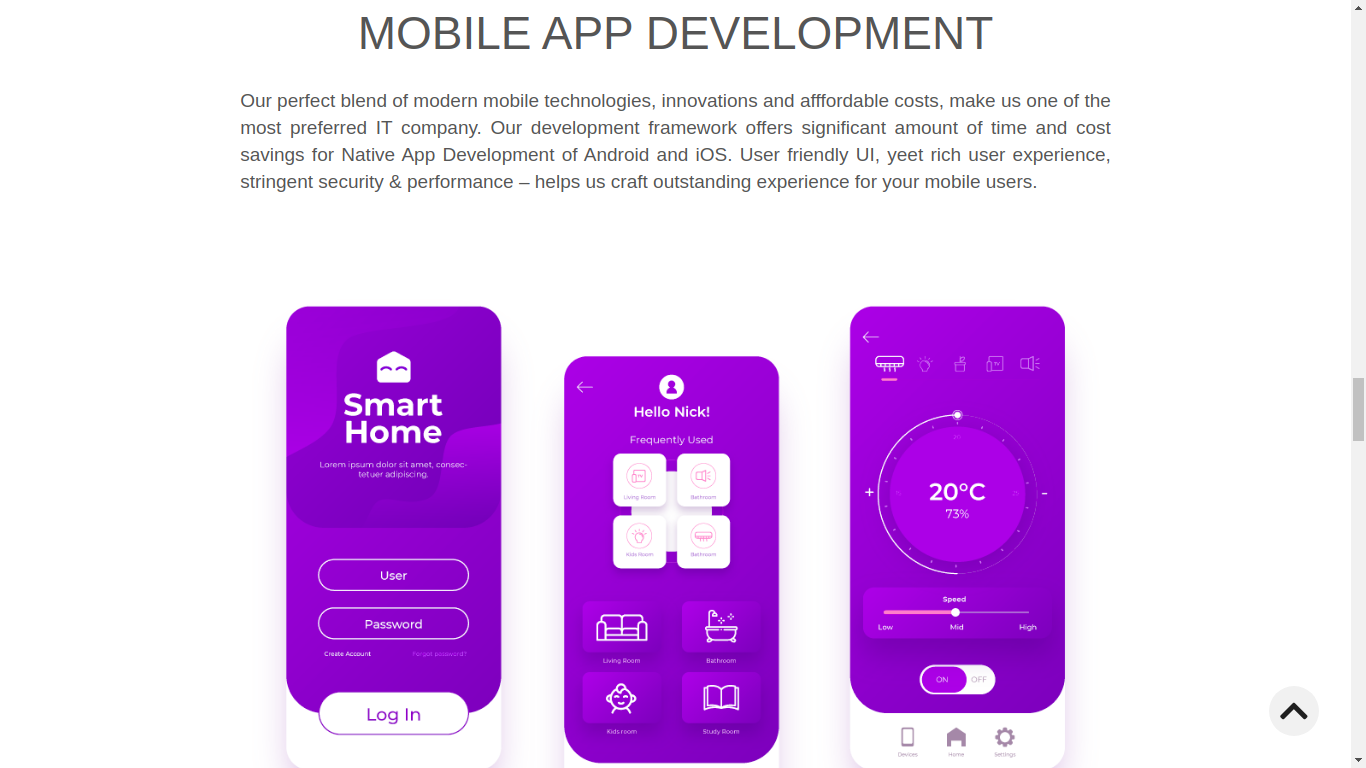 MOBILE APP DEVELOPMENT
Our perfect blend of modern mobile technologies, innovations and afffordable costs, make us one of the
most preferred IT company. Our development framework offers significant amount of time and cost
savings for Native App Development of Android and iOS. User friendly UI, yeet rich user experience,
stringent security & performance – helps us craft outstanding experience for your mobile users.
Smart
Home
Lorem ipsum dolor sit amet, consec-
tetuer adipiscing.
User
Password
Create Account Forgot password?
Log In
Hello Nick!
Frequently Used
Living Room Bathroom
Kids Room Bathroom
Living Room Bathroom
Kids room Study Room
TV
+ -
20°C
73%
Speed
Low Mid High
ON OFF
Devices Home Settings